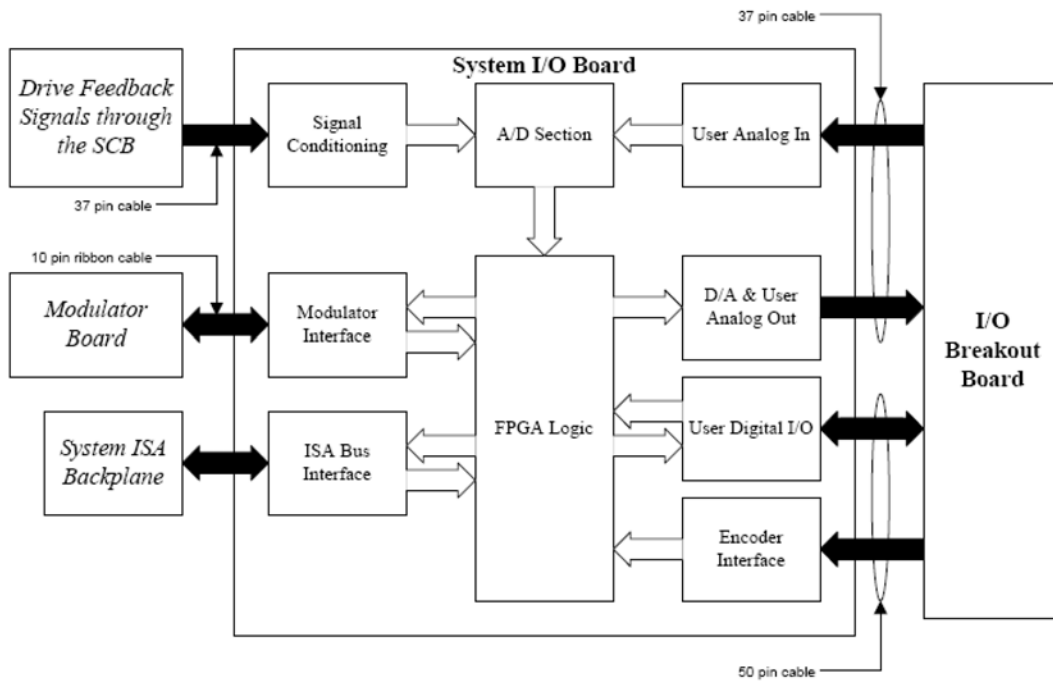 37 pin cable
System I/O Board
Drive Feedback
Signals through
the SCB
Signal
Conditioning
A/D Section
User Analog In
37 pin cable
10 pin ribbon cable
Modulator
Board
Modulator
Interface
D/A & User
Analog Out
I/O
Breakout
Board
System ISA
Backplane
ISA Bus
Interface
FPGA Logic
User Digital I/O
Encoder
Interface
50 pin cable